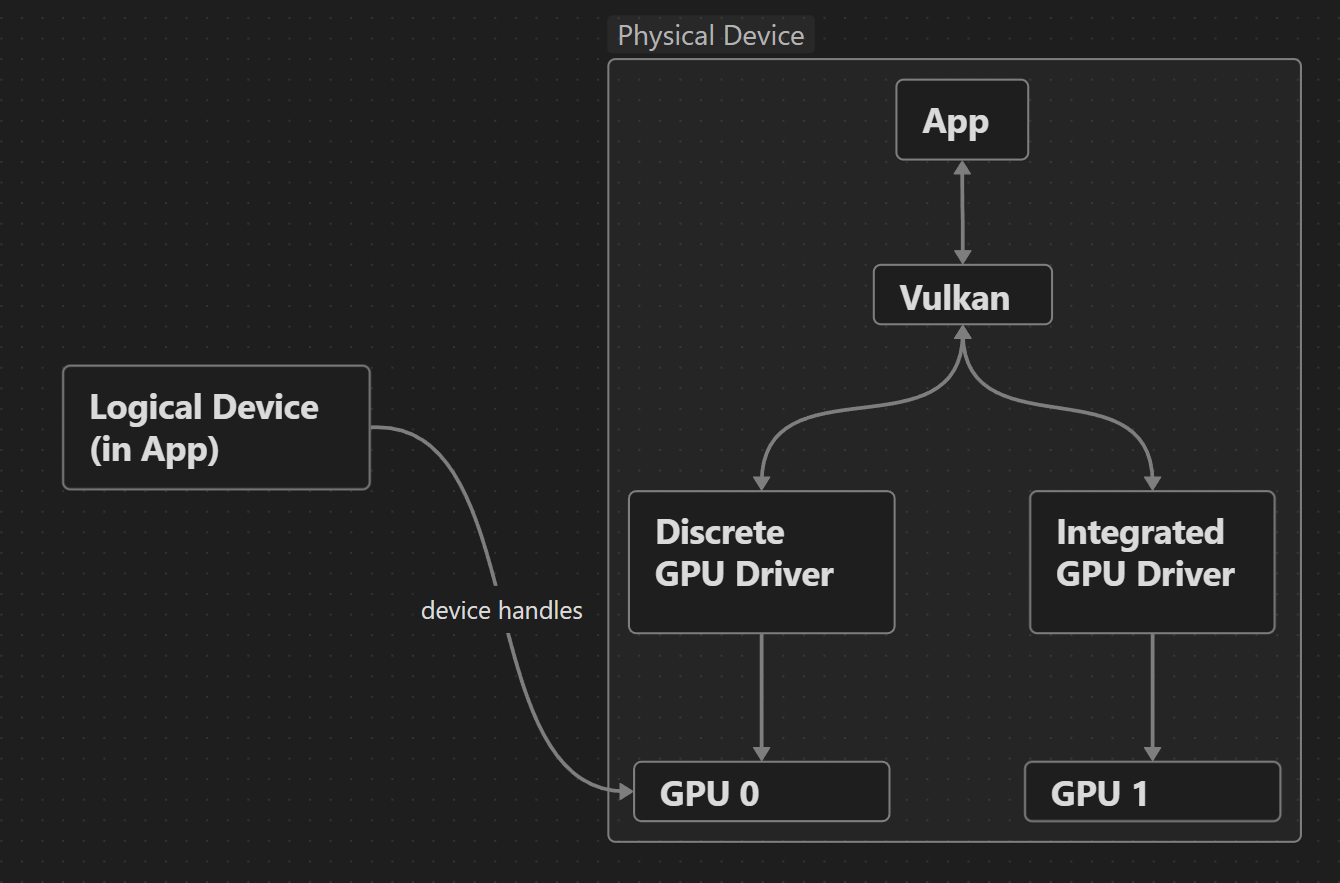 Physical Device
App
Vulkan
Logical Device
(in App)
Discrete
GPU Driver
Integrated
GPU Driver
device handles
GPU 0
GPU 1